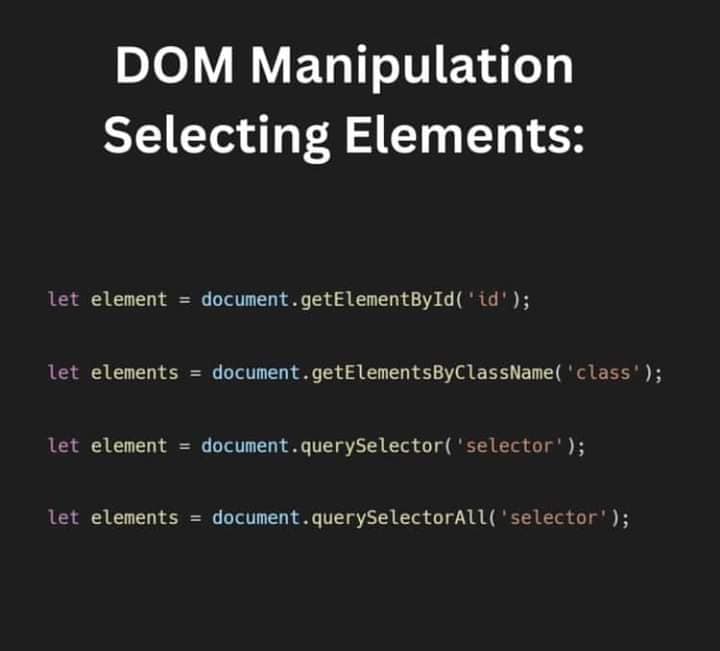 DOM Manipulation
Selecting Elements:
let element = document.getElementById('id');
let elements = document.getElementsByClassName('class');
let element = document.querySelector('selector');
let elements = document.querySelectorAll('selector');